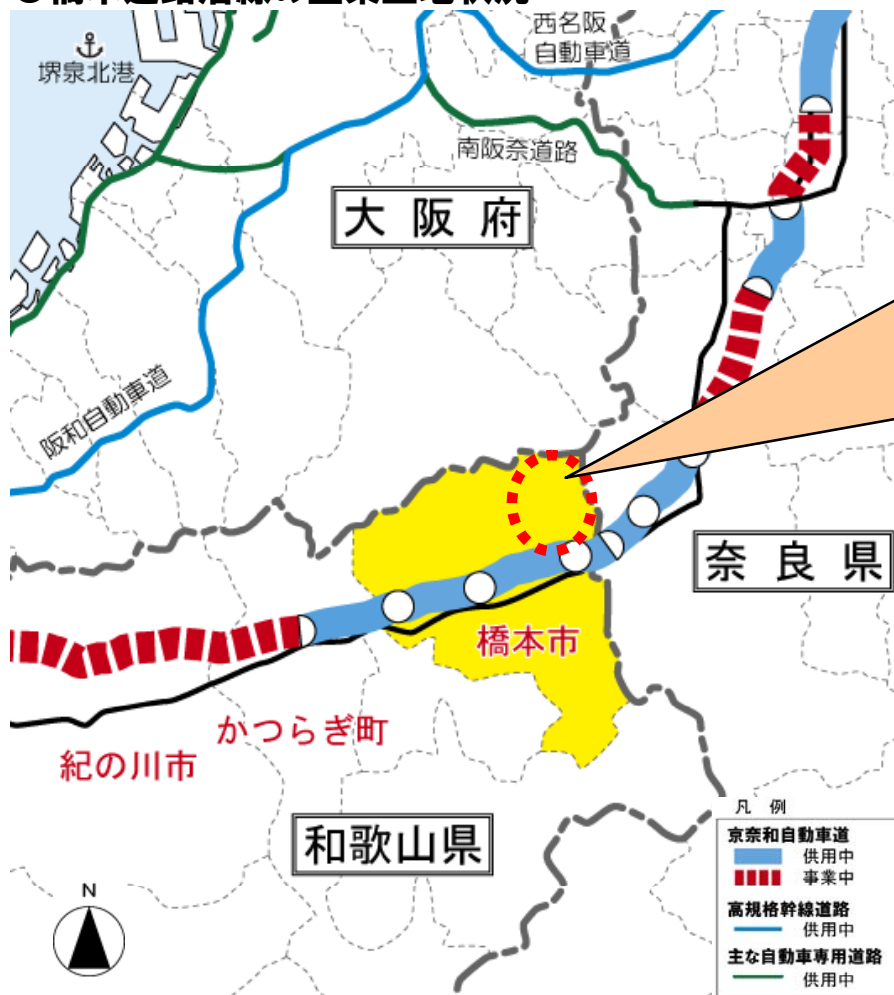 西名阪
自動車道
堺泉北港
南阪奈道路
大阪府
阪和自動車道
奈良県
橋本市
かつらぎ町
紀の川市
和歌山県
N
凡 例
京奈和自動車道
供用中
事業中
高規格幹線道路
供用中
主な自動車専用道路
供用中